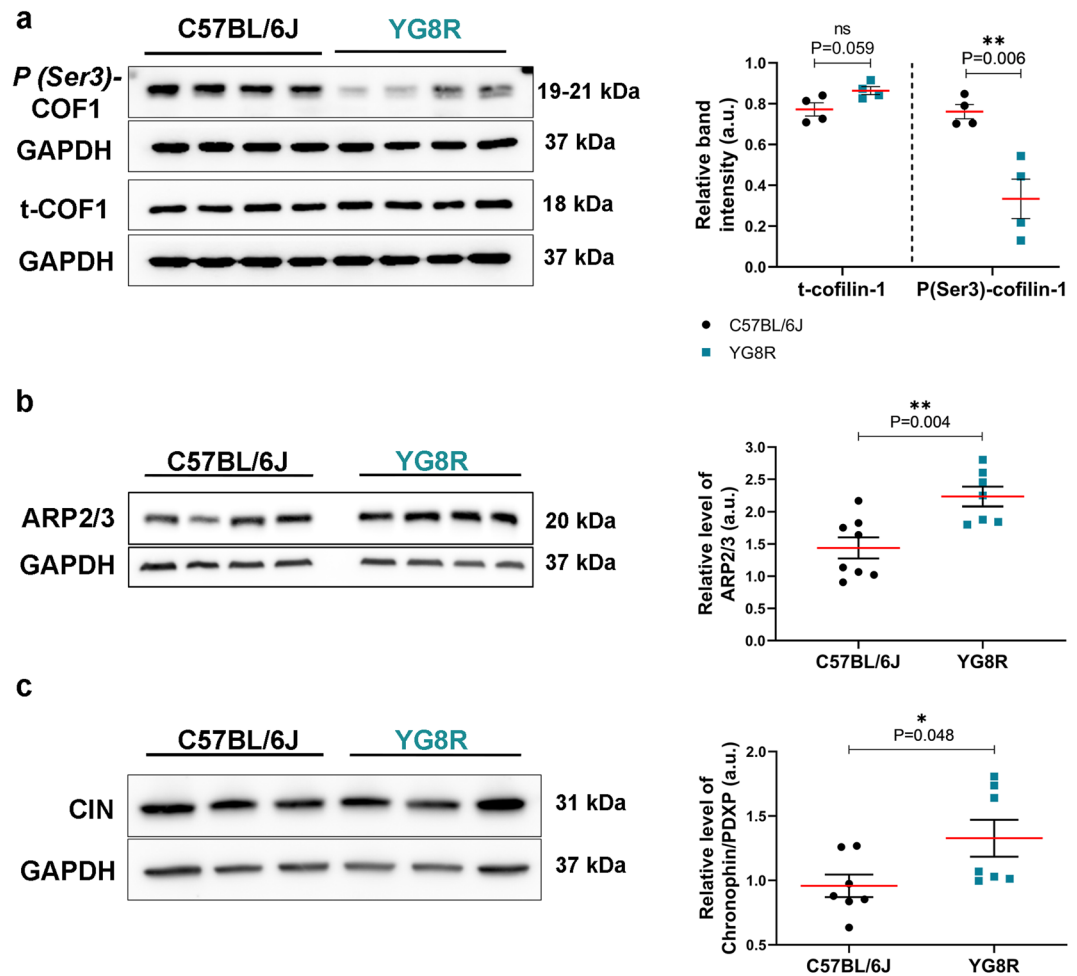 a
C57BL/6J YG8R
P (Ser3)-
COF1
19-21 kDa
GAPDH
37 kDa
t-COF1
18 kDa
GAPDH
37 kDa
ns
P=0.059
**
P=0.006
Relative band
intensity (a.u.)
1.0
0.8
0.6
0.4
0.2
0.0
t-cofilin-1 P(Ser3)-cofilin-1
C57BL/6J
YG8R
b
C57BL/6J YG8R
ARP2/3
20 kDa
GAPDH
37 kDa
**
P=0.004
Relative level of
ARP2/3 (a.u.)
3.0
2.5
2.0
1.5
1.0
0.5
0.0
C57BL/6J YG8R
c
C57BL/6J YG8R
CIN
31 kDa
GAPDH
37 kDa
*
P=0.048
Relative level of
Chronophin/PDXP (a.u.)
2.0
1.5
1.0
0.5
C57BL/6J YG8R